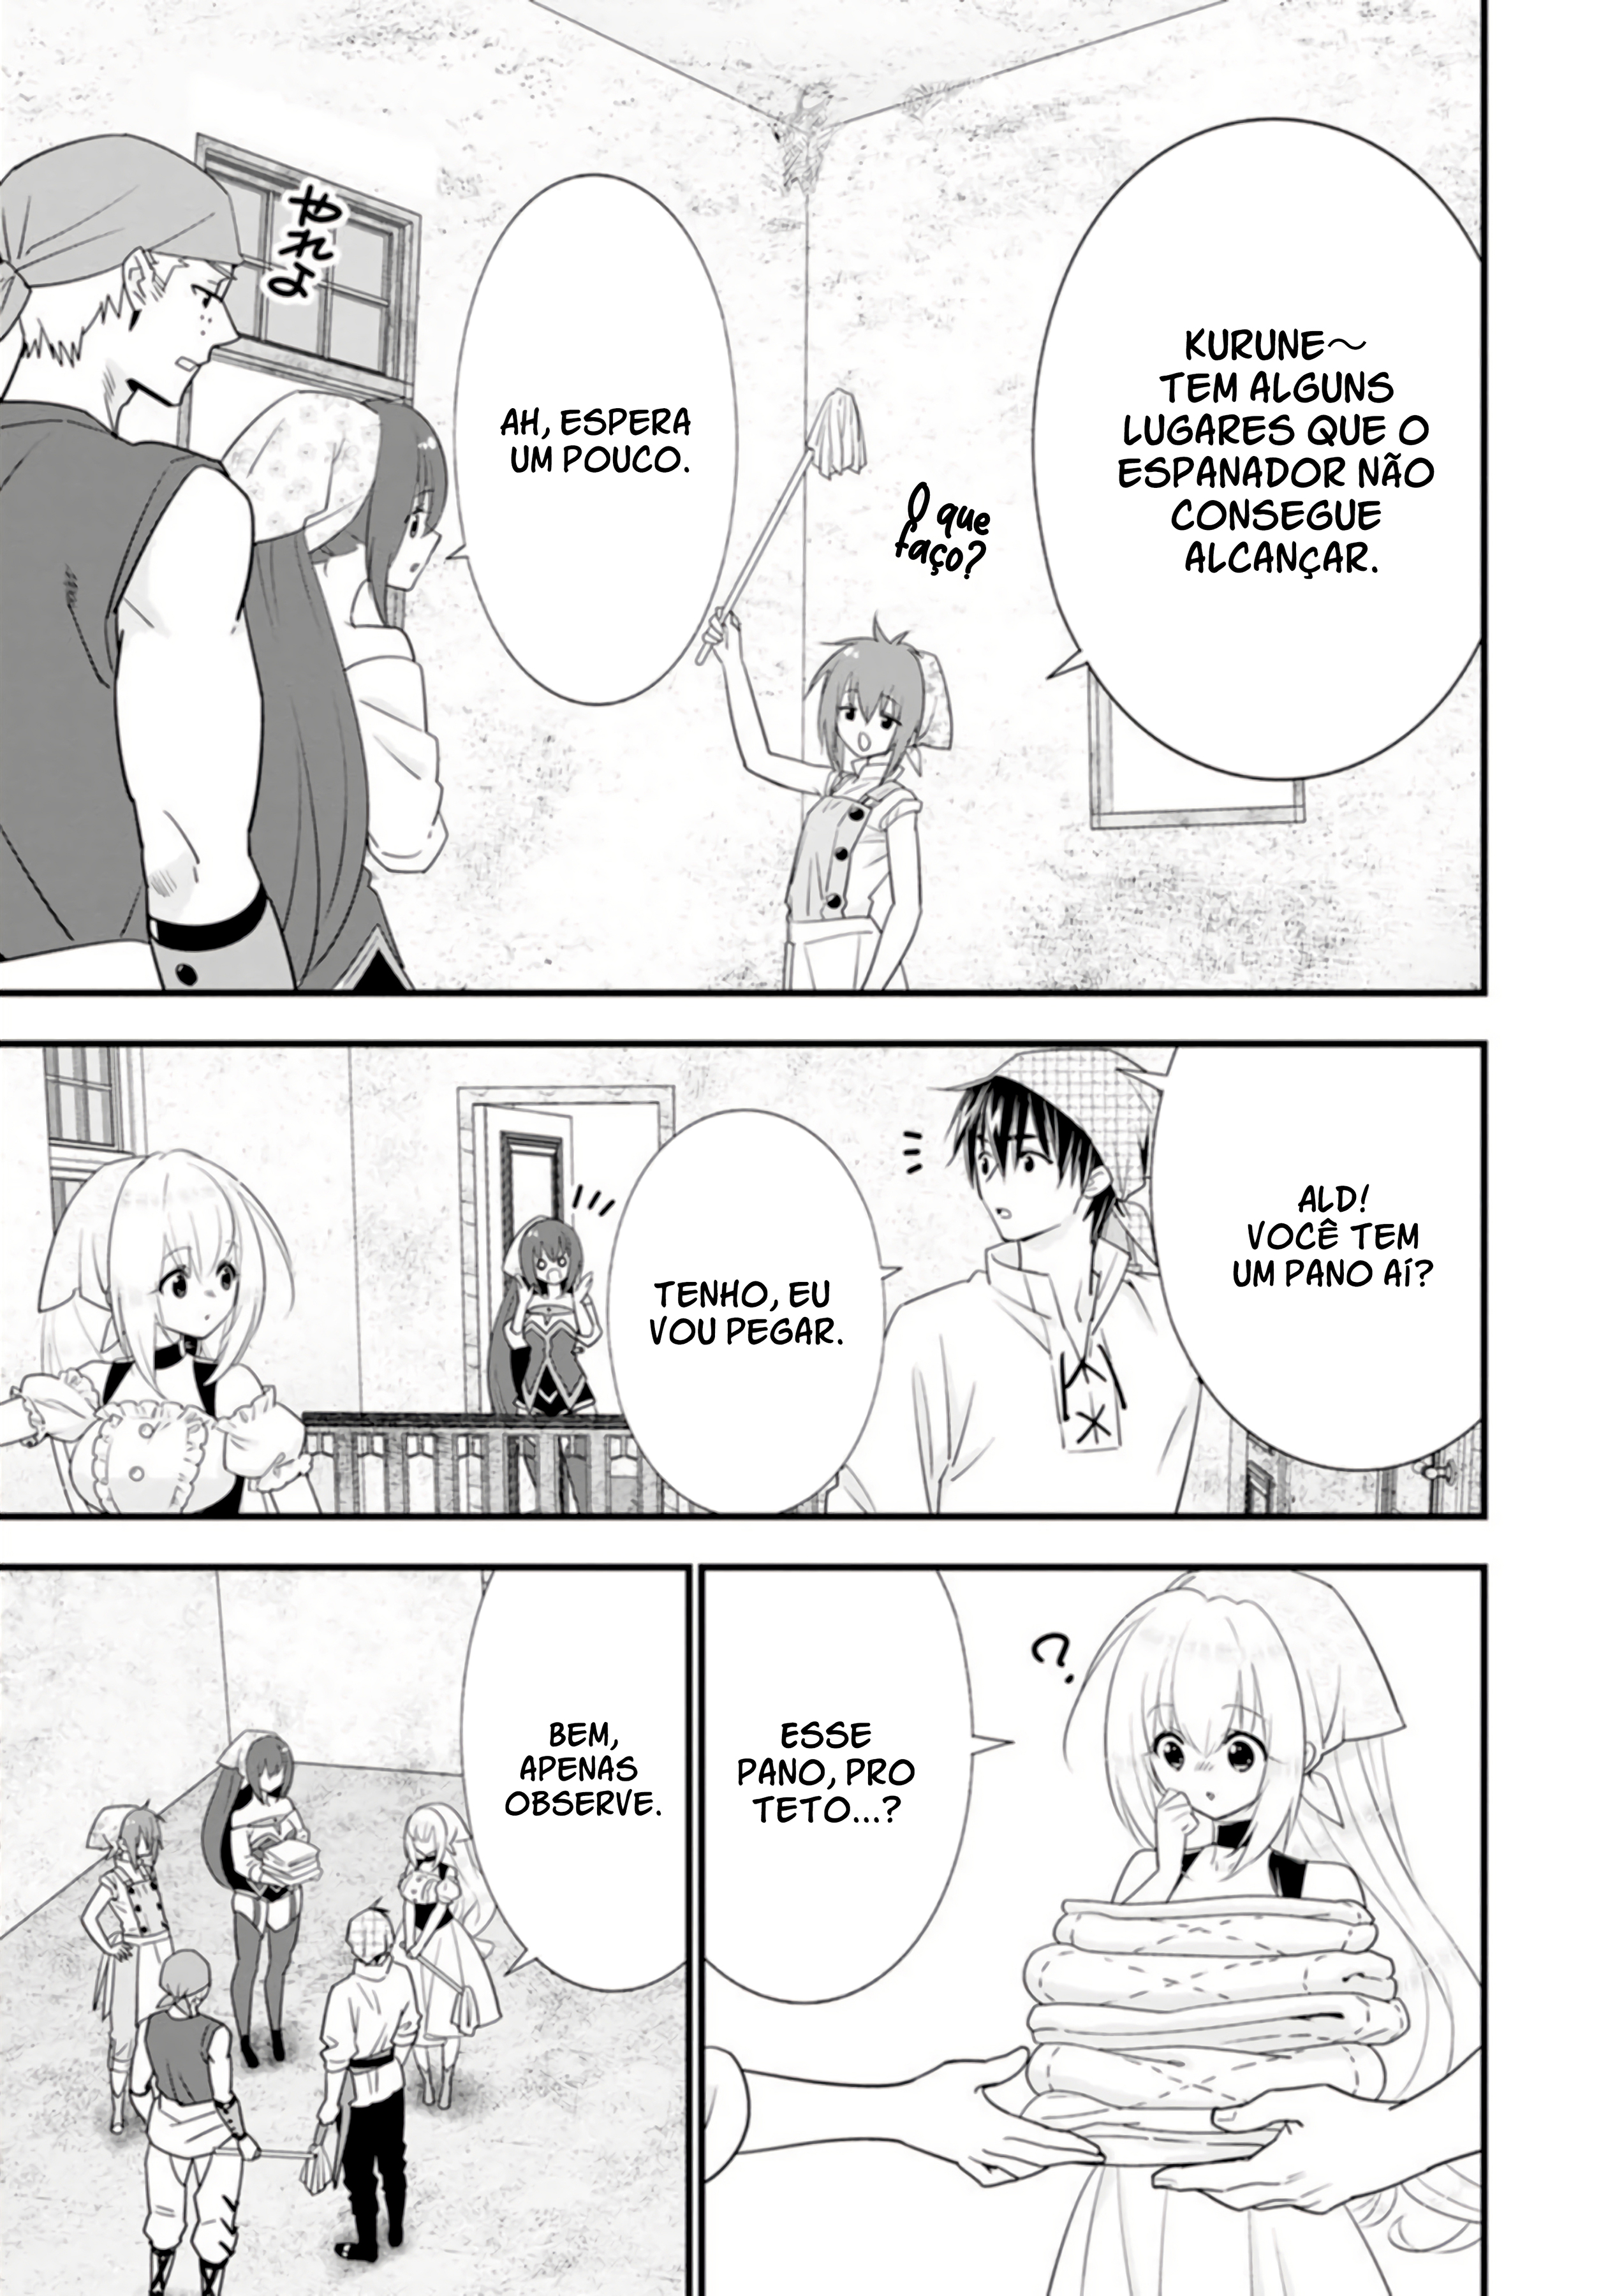 KURUNE～
TEM ALGUNS
LUGARES QUE O
ESPANADOR NÃO
CONSEGUE
ALCANÇAR.
O que
faço?
AH, ESPERA
UM POUCO.
やれよ
ALD!
VOCÊ TEM
UM PANO AÍ?
TENHO, EU
VOU PEGAR.
?
ESSE
PANO, PRO
TETO...?
BEM,
APENAS
OBSERVE.